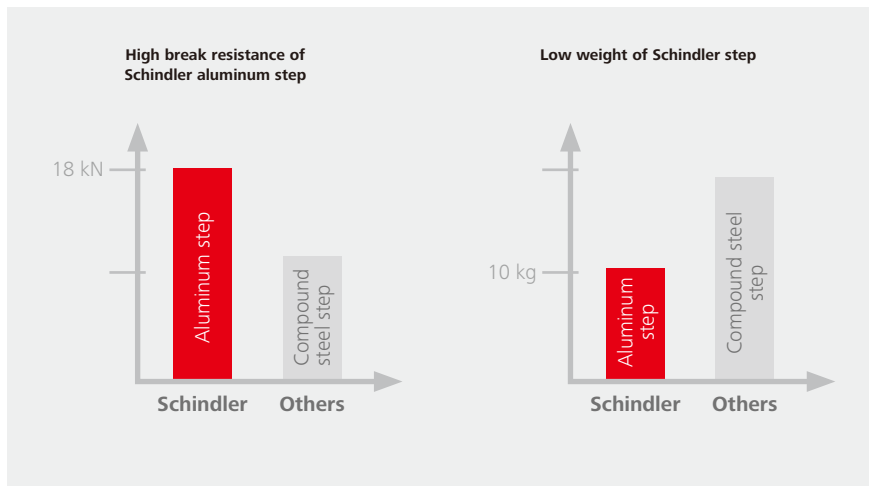 High break resistance of
Schindler aluminum step
18 kN
Aluminum step
Compound
steel step
Schindler
Others
Low weight of Schindler step
10 kg
Aluminum
step
Compound steel
step
Schindler
Others